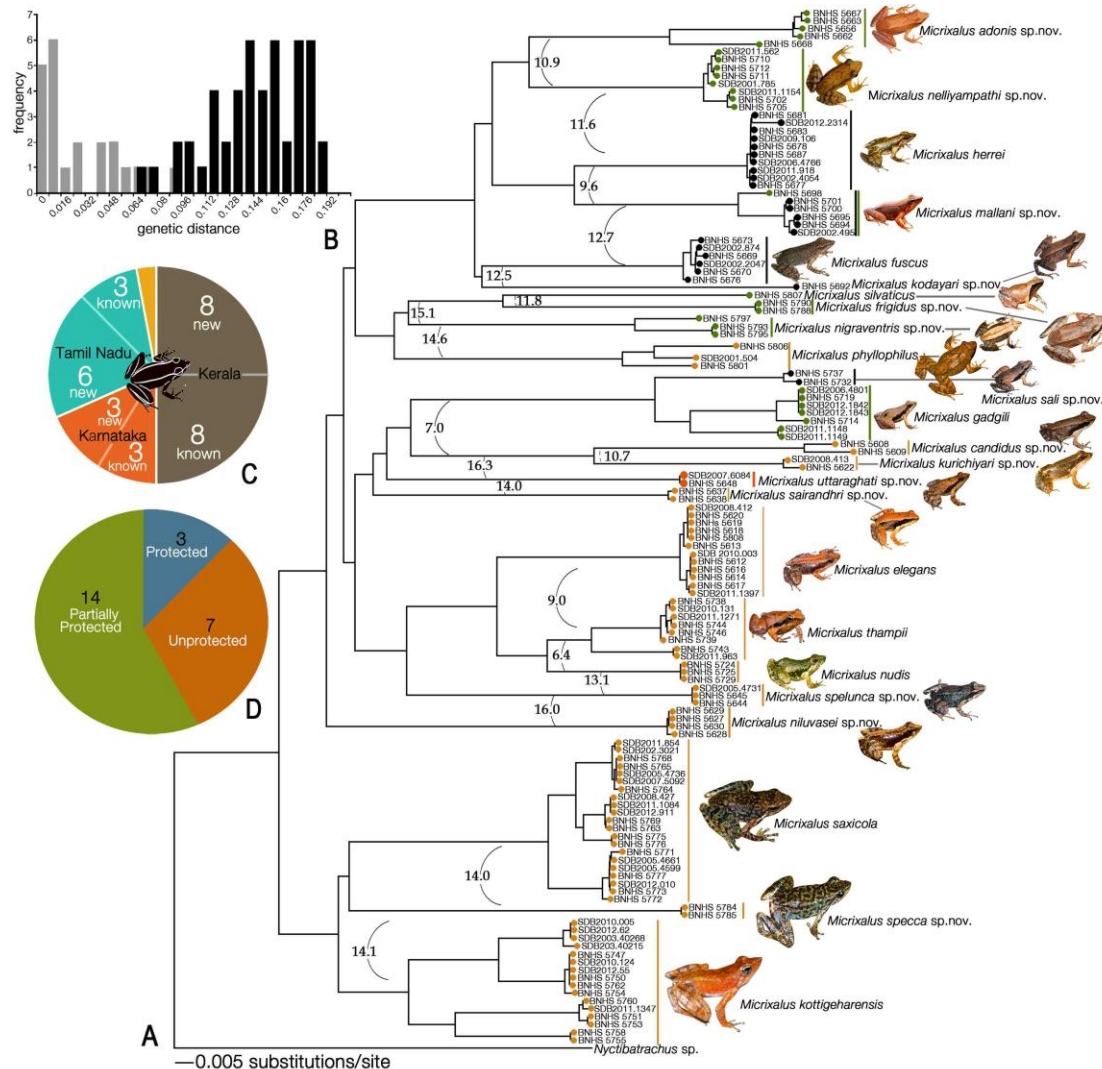 7
6
5
4
3
2
1
0
frequency
0
0.016
0.032
0.048
0.064
0.08
0.096
0.112
0.128
0.144
0.16
0.176
0.192
genetic distance
B
3
known
8
new
Tamil Nadu
6
new
Kerala
3
new
Karnataka
3
known
8
known
C
3
Protected
14
Partially
Protected
7
Unprotected
D
A
0.005 substitutions/site
10.9
11.6
9.6
12.7
12.5
11.8
15.1
14.6
7.0
10.7
16.3
14.0
9.0
6.4
13.1
16.0
14.0
14.1
BNHS 5667
BNHS 5663
BNHS 5656
BNHS 5662
BNHS 5668
Micrixalus adonis sp.nov.
SDB2011.562
BNHS 5710
BNHS 5712
BNHS 5711
SDB2001.785
SDB2011.1154
BNHS 5702
BNHS 5705
Micrixalus nelliyampathi sp.nov.
BNHS 5681
SDB2012.2314
BNHS 5683
SDB2009.106
BNHS 5678
BNHS 5687
SDB2006.4766
SDB2011.918
SDB2002.4054
BNHS 5677
Micrixalus herrei
BNHS 5698
BNHS 5701
BNHS 5700
BNHS 5695
BNHS 5694
SDB2002.495
Micrixalus mallani sp.nov.
BNHS 5673
SDB2002.874
BNHS 5669
SDB2002.2047
BNHS 5670
BNHS 5676
Micrixalus fuscus
BNHS 5692
Micrixalus kodayari sp.nov.
BNHS 5807
Micrixalus silvaticus
BNHS 5790
BNHS 5786
Micrixalus frigidus sp.nov.
BNHS 5797
BNHS 5793
BNHS 5795
Micrixalus nigraventris sp.nov.
BNHS 5806
SDB2001.504
BNHS 5801
Micrixalus phyllophilus
BNHS 5737
BNHS 5732
Micrixalus sali sp.nov.
SDB2006.4801
BNHS 5719
SDB2012.1842
SDB2012.1843
BNHS 5714
SDB2011.1148
SDB2011.1149
Micrixalus gadgili
BNHS 5608
BNHS 5609
Micrixalus candidus sp.nov.
SDB2008.413
BNHS 5622
Micrixalus kurichiyari sp.nov.
SDB2007.6084
BNHS 5648
Micrixalus uttaraghati sp.nov.
BNHS 5637
BNHS 5638
Micrixalus sairandhri sp.nov.
SDB2008.412
BNHS 5620
BNHs 5619
BNHS 5618
BNHS 5808
BNHS 5613
SDB 2010.003
BNHS 5612
BNHS 5616
BNHS 5614
BNHS 5617
SDB2011.1397
Micrixalus elegans
BNHS 5738
SDB2010.131
SDB2011.1271
BNHS 5744
BNHS 5746
BNHS 5739
BNHS 5743
SDB2011.963
Micrixalus thampii
BNHS 5724
BNHS 5725
BNHS 5729
Micrixalus nudis
SDB2005.4731
BNHS 5645
BNHS 5644
Micrixalus spelunca sp.nov.
BNHS 5629
BNHS 5627
BNHS 5630
BNHS 5628
Micrixalus niluvasei sp.nov.
SDB2011.854
SDB202.3021
BNHS 5768
BNHS 5765
SDB2005.4736
SDB2007.5092
BNHS 5764
SDB2008.427
SDB2011.1084
SDB2012.911
BNHS 5769
BNHS 5763
BNHS 5775
BNHS 5776
BNHS 5771
SDB2005.4661
SDB2005.4599
BNHS 5777
SDB2012.010
BNHS 5773
BNHS 5772
Micrixalus saxicola
BNHS 5784
BNHS 5785
Micrixalus specca sp.nov.
SDB2010.005
SDB2012.62
SDB2003.40268
SDB203.40215
BNHS 5747
SDB2010.124
SDB2012.55
BNHS 5750
BNHS 5762
BNHS 5754
BNHS 5760
SDB2011.1347
BNHS 5751
BNHS 5753
BNHS 5758
BNHS 5755
Micrixalus kottigeharensis
Nyctibatrachus sp.